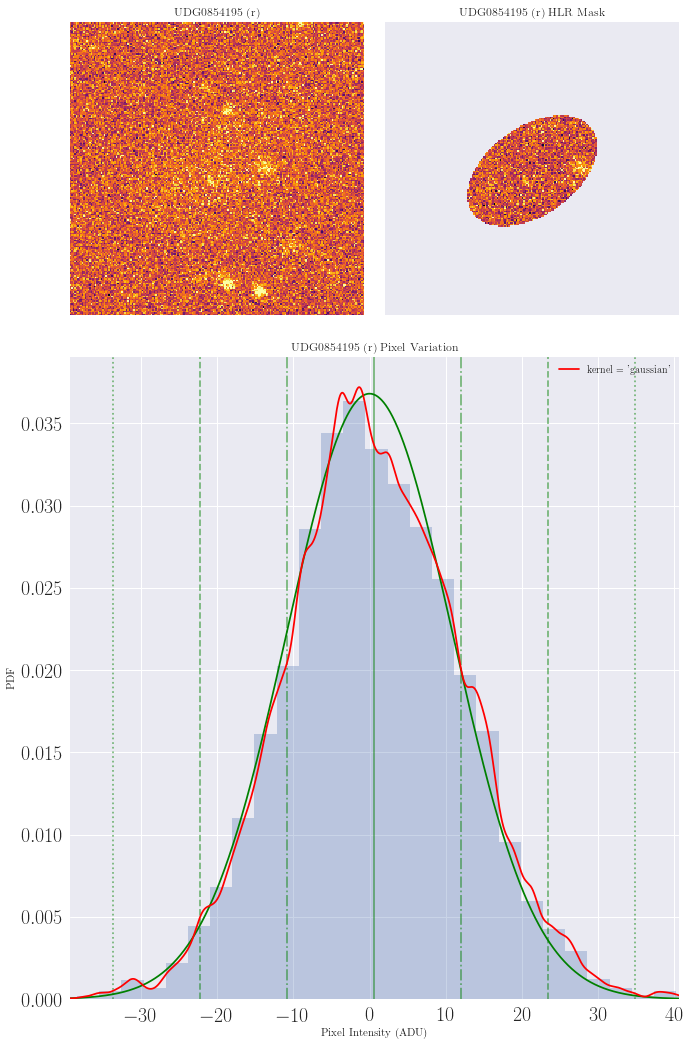 UDG0854195 (r)
UDG0854195 (r) HLR Mask
UDG0854195 (r) Pixel Variation
kernel = 'gaussian'
PDF
0.035
0.030
0.025
0.020
0.015
0.010
0.005
0.000
−30 −20 −10 0 10 20 30 40
Pixel Intensity (ADU)